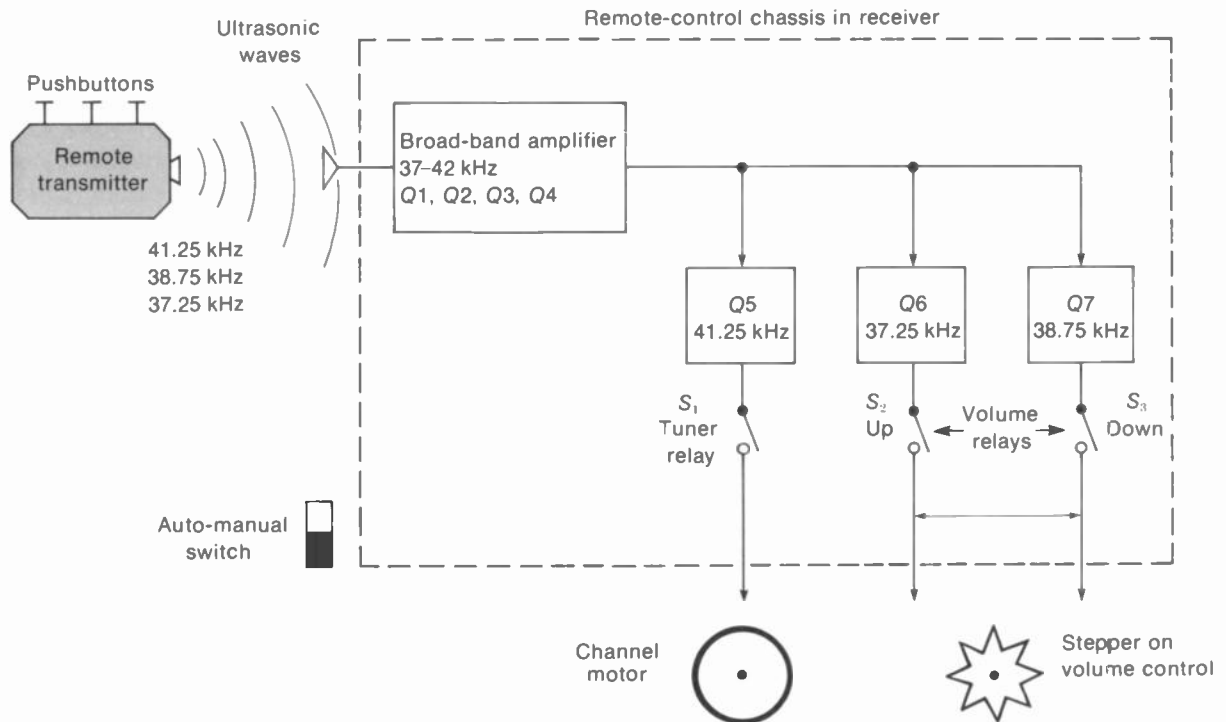 Remote-control chassis in receiver
Ultrasonic
waves
Pushbuttons
Remote
transmitter
41.25 kHz
38.75 kHz
37.25 kHz
Broad-band amplifier
37–42 kHz
Q1, Q2, Q3, Q4
Q5
41.25 kHz
Q6
37.25 kHz
Q7
38.75 kHz
S₁
Tuner
relay
S₂
Up
Volume
relays
S₃
Down
Auto-manual
switch
Channel
motor
Stepper on
volume control